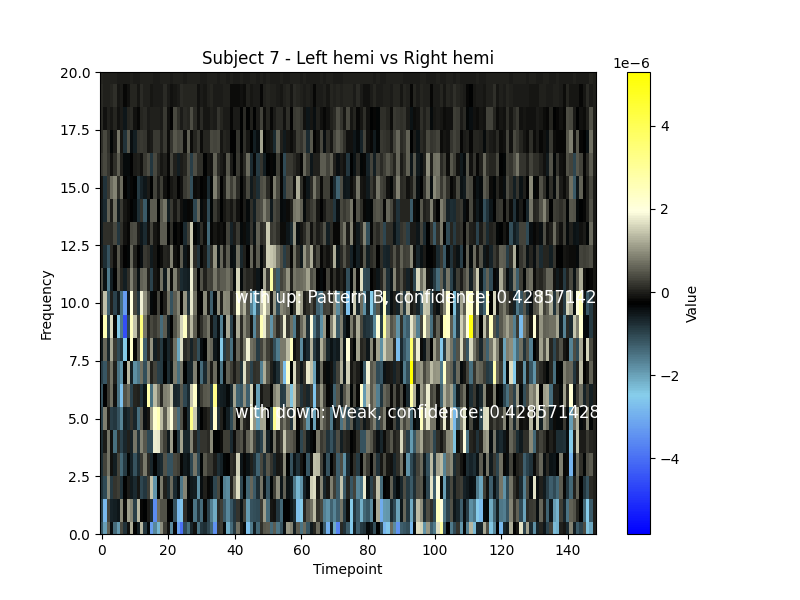 Subject 7 - Left hemi vs Right hemi
1e−6
20.0
17.5
15.0
12.5
10.0
7.5
5.0
2.5
0.0
Frequency
with up: Pattern B, confidence: 0.42857142
with down: Weak, confidence: 0.428571428
0 20 40 60 80 100 120 140
Timepoint
4
2
0
−2
−4
Value